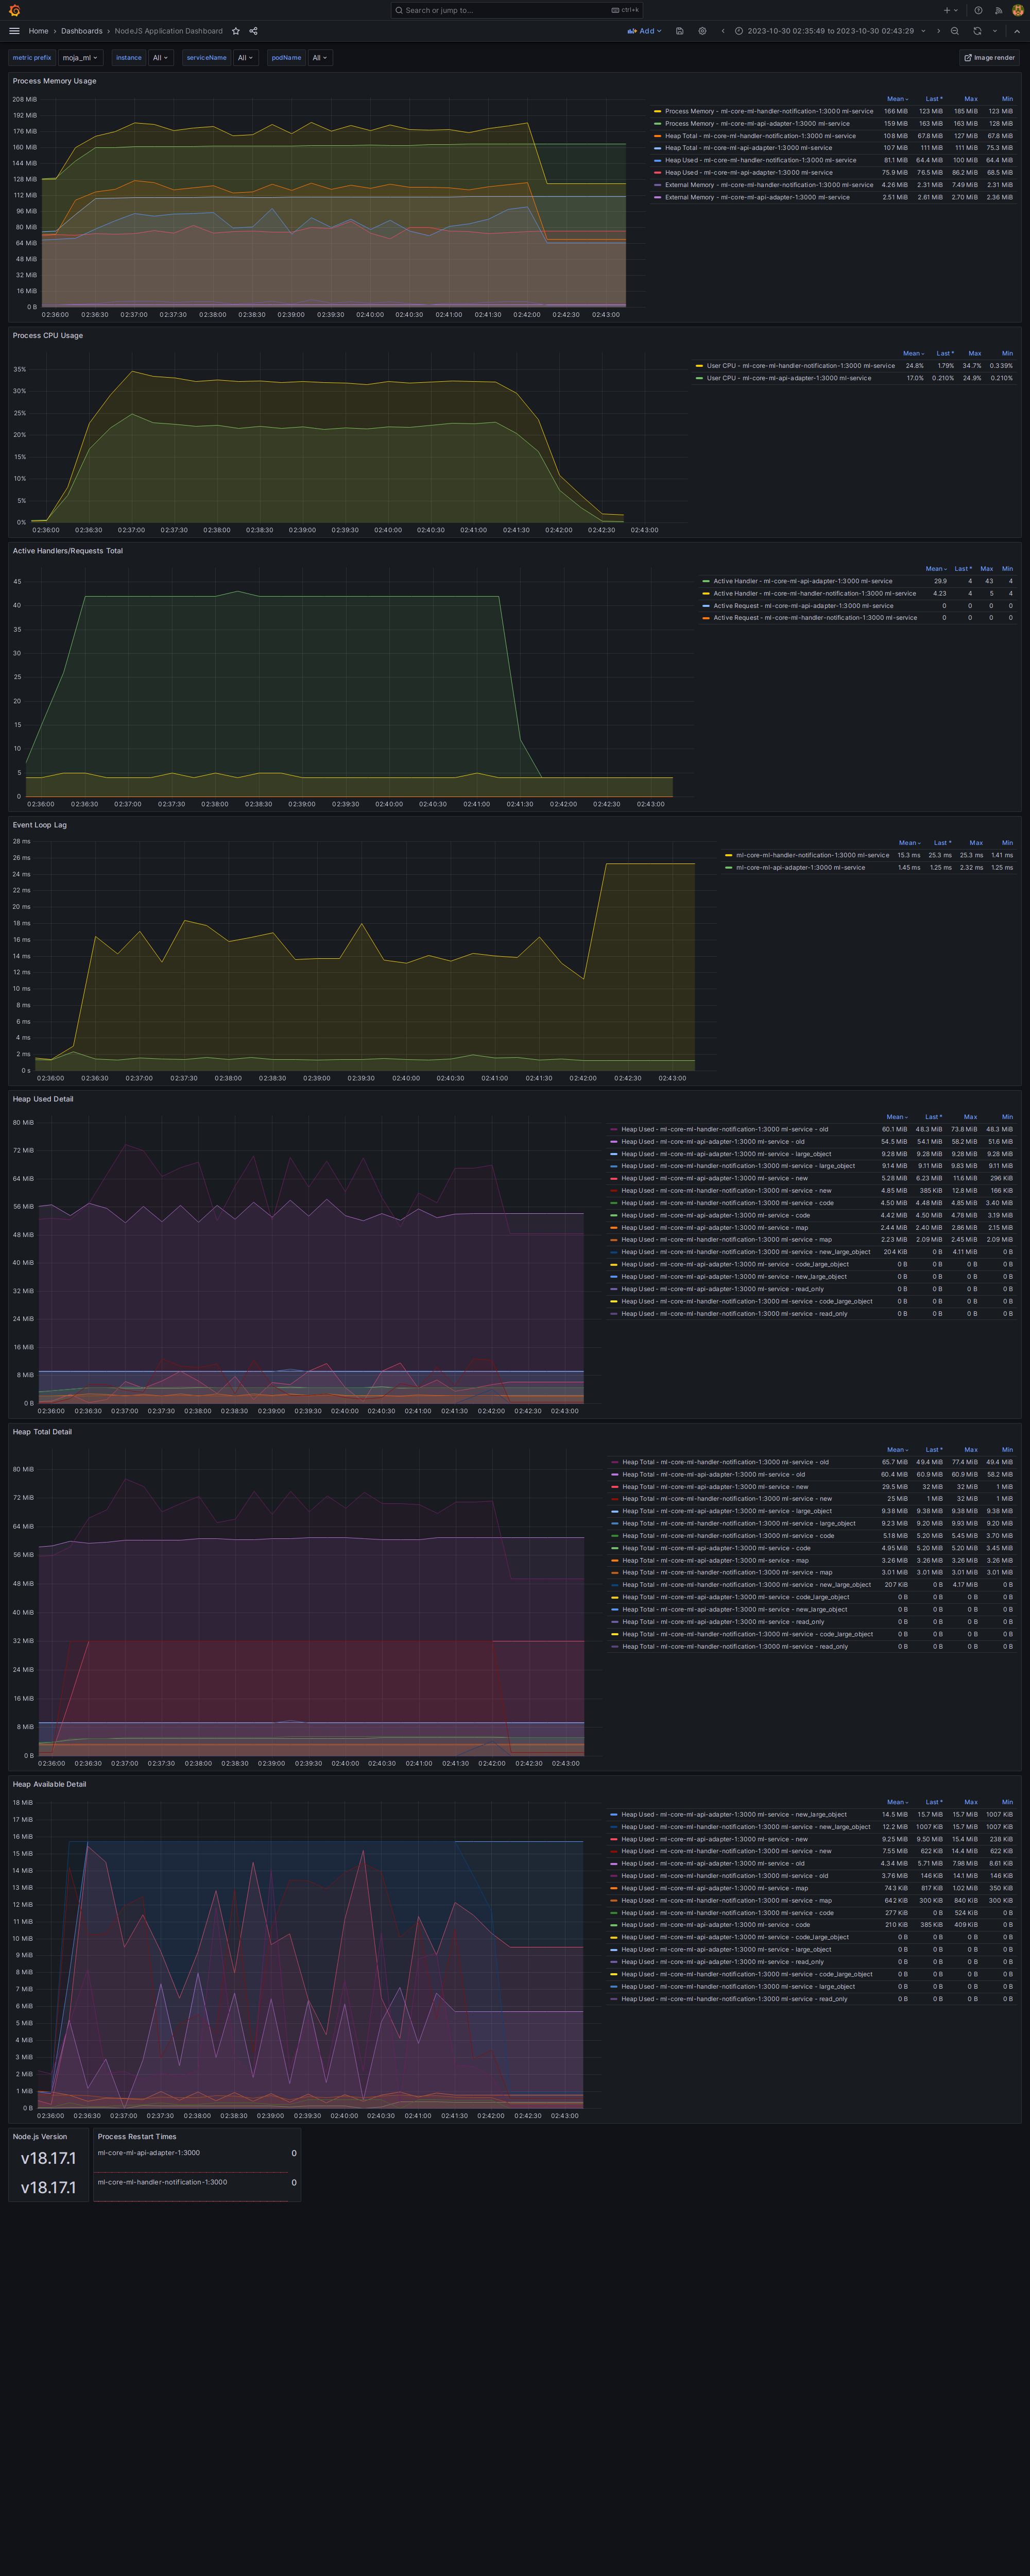 Search or jump to... ctrl+k
Home › Dashboards › NodeJS Application Dashboard Add 2023-10-30 02:35:49 to 2023-10-30 02:43:29
metric prefix moja_ml instance All serviceName All podName All Image render
Process Memory Usage
Mean Last * Max Min
Process Memory - ml-core-ml-handler-notification-1:3000 ml-service 166 MiB 123 MiB 185 MiB 123 MiB
Process Memory - ml-core-ml-api-adapter-1:3000 ml-service 159 MiB 163 MiB 163 MiB 128 MiB
Heap Total - ml-core-ml-handler-notification-1:3000 ml-service 108 MiB 67.8 MiB 127 MiB 67.8 MiB
Heap Total - ml-core-ml-api-adapter-1:3000 ml-service 107 MiB 111 MiB 111 MiB 75.3 MiB
Heap Used - ml-core-ml-handler-notification-1:3000 ml-service 81.1 MiB 64.4 MiB 100 MiB 64.4 MiB
Heap Used - ml-core-ml-api-adapter-1:3000 ml-service 75.9 MiB 76.5 MiB 86.2 MiB 68.5 MiB
External Memory - ml-core-ml-handler-notification-1:3000 ml-service 4.26 MiB 2.31 MiB 7.49 MiB 2.31 MiB
External Memory - ml-core-ml-api-adapter-1:3000 ml-service 2.51 MiB 2.61 MiB 2.70 MiB 2.36 MiB
208 MiB
192 MiB
176 MiB
160 MiB
144 MiB
128 MiB
112 MiB
96 MiB
80 MiB
64 MiB
48 MiB
32 MiB
16 MiB
0 B
02:36:00 02:36:30 02:37:00 02:37:30 02:38:00 02:38:30 02:39:00 02:39:30 02:40:00 02:40:30 02:41:00 02:41:30 02:42:00 02:42:30 02:43:00
Process CPU Usage
Mean Last * Max Min
User CPU - ml-core-ml-handler-notification-1:3000 ml-service 24.8% 1.79% 34.7% 0.339%
User CPU - ml-core-ml-api-adapter-1:3000 ml-service 17.0% 0.210% 24.9% 0.210%
35%
30%
25%
20%
15%
10%
5%
0%
02:36:00 02:36:30 02:37:00 02:37:30 02:38:00 02:38:30 02:39:00 02:39:30 02:40:00 02:40:30 02:41:00 02:41:30 02:42:00 02:42:30 02:43:00
Active Handlers/Requests Total
Mean Last * Max Min
Active Handler - ml-core-ml-api-adapter-1:3000 ml-service 29.9 4 43 4
Active Handler - ml-core-ml-handler-notification-1:3000 ml-service 4.23 4 5 4
Active Request - ml-core-ml-api-adapter-1:3000 ml-service 0 0 0 0
Active Request - ml-core-ml-handler-notification-1:3000 ml-service 0 0 0 0
45
40
35
30
25
20
15
10
5
0
02:36:00 02:36:30 02:37:00 02:37:30 02:38:00 02:38:30 02:39:00 02:39:30 02:40:00 02:40:30 02:41:00 02:41:30 02:42:00 02:42:30 02:43:00
Event Loop Lag
Mean Last * Max Min
ml-core-ml-handler-notification-1:3000 ml-service 15.3 ms 25.3 ms 25.3 ms 1.41 ms
ml-core-ml-api-adapter-1:3000 ml-service 1.45 ms 1.25 ms 2.32 ms 1.25 ms
28 ms
26 ms
24 ms
22 ms
20 ms
18 ms
16 ms
14 ms
12 ms
10 ms
8 ms
6 ms
4 ms
2 ms
0 s
02:36:00 02:36:30 02:37:00 02:37:30 02:38:00 02:38:30 02:39:00 02:39:30 02:40:00 02:40:30 02:41:00 02:41:30 02:42:00 02:42:30 02:43:00
Heap Used Detail
Mean Last * Max Min
Heap Used - ml-core-ml-handler-notification-1:3000 ml-service - old 60.1 MiB 48.3 MiB 73.8 MiB 48.3 MiB
Heap Used - ml-core-ml-api-adapter-1:3000 ml-service - old 54.5 MiB 54.1 MiB 58.2 MiB 51.6 MiB
Heap Used - ml-core-ml-api-adapter-1:3000 ml-service - large_object 9.28 MiB 9.28 MiB 9.28 MiB 9.28 MiB
Heap Used - ml-core-ml-handler-notification-1:3000 ml-service - large_object 9.14 MiB 9.11 MiB 9.83 MiB 9.11 MiB
Heap Used - ml-core-ml-api-adapter-1:3000 ml-service - new 5.28 MiB 6.23 MiB 11.6 MiB 296 KiB
Heap Used - ml-core-ml-handler-notification-1:3000 ml-service - new 4.85 MiB 385 KiB 12.8 MiB 166 KiB
Heap Used - ml-core-ml-handler-notification-1:3000 ml-service - code 4.50 MiB 4.48 MiB 4.85 MiB 3.40 MiB
Heap Used - ml-core-ml-api-adapter-1:3000 ml-service - code 4.42 MiB 4.50 MiB 4.78 MiB 3.19 MiB
Heap Used - ml-core-ml-api-adapter-1:3000 ml-service - map 2.44 MiB 2.40 MiB 2.86 MiB 2.15 MiB
Heap Used - ml-core-ml-handler-notification-1:3000 ml-service - map 2.23 MiB 2.09 MiB 2.45 MiB 2.09 MiB
Heap Used - ml-core-ml-handler-notification-1:3000 ml-service - new_large_object 204 KiB 0 B 4.11 MiB 0 B
Heap Used - ml-core-ml-api-adapter-1:3000 ml-service - code_large_object 0 B 0 B 0 B 0 B
Heap Used - ml-core-ml-api-adapter-1:3000 ml-service - new_large_object 0 B 0 B 0 B 0 B
Heap Used - ml-core-ml-api-adapter-1:3000 ml-service - read_only 0 B 0 B 0 B 0 B
Heap Used - ml-core-ml-handler-notification-1:3000 ml-service - code_large_object 0 B 0 B 0 B 0 B
Heap Used - ml-core-ml-handler-notification-1:3000 ml-service - read_only 0 B 0 B 0 B 0 B
80 MiB
72 MiB
64 MiB
56 MiB
48 MiB
40 MiB
32 MiB
24 MiB
16 MiB
8 MiB
0 B
02:36:00 02:36:30 02:37:00 02:37:30 02:38:00 02:38:30 02:39:00 02:39:30 02:40:00 02:40:30 02:41:00 02:41:30 02:42:00 02:42:30 02:43:00
Heap Total Detail
Mean Last * Max Min
Heap Total - ml-core-ml-handler-notification-1:3000 ml-service - old 65.7 MiB 49.4 MiB 77.4 MiB 49.4 MiB
Heap Total - ml-core-ml-api-adapter-1:3000 ml-service - old 60.4 MiB 60.9 MiB 60.9 MiB 58.2 MiB
Heap Total - ml-core-ml-api-adapter-1:3000 ml-service - new 29.5 MiB 32 MiB 32 MiB 1 MiB
Heap Total - ml-core-ml-handler-notification-1:3000 ml-service - new 25 MiB 1 MiB 32 MiB 1 MiB
Heap Total - ml-core-ml-api-adapter-1:3000 ml-service - large_object 9.38 MiB 9.38 MiB 9.38 MiB 9.38 MiB
Heap Total - ml-core-ml-handler-notification-1:3000 ml-service - large_object 9.23 MiB 9.20 MiB 9.93 MiB 9.20 MiB
Heap Total - ml-core-ml-handler-notification-1:3000 ml-service - code 5.18 MiB 5.20 MiB 5.45 MiB 3.70 MiB
Heap Total - ml-core-ml-api-adapter-1:3000 ml-service - code 4.95 MiB 5.20 MiB 5.20 MiB 3.45 MiB
Heap Total - ml-core-ml-api-adapter-1:3000 ml-service - map 3.26 MiB 3.26 MiB 3.26 MiB 3.26 MiB
Heap Total - ml-core-ml-handler-notification-1:3000 ml-service - map 3.01 MiB 3.01 MiB 3.01 MiB 3.01 MiB
Heap Total - ml-core-ml-handler-notification-1:3000 ml-service - new_large_object 207 KiB 0 B 4.17 MiB 0 B
Heap Total - ml-core-ml-api-adapter-1:3000 ml-service - code_large_object 0 B 0 B 0 B 0 B
Heap Total - ml-core-ml-api-adapter-1:3000 ml-service - new_large_object 0 B 0 B 0 B 0 B
Heap Total - ml-core-ml-api-adapter-1:3000 ml-service - read_only 0 B 0 B 0 B 0 B
Heap Total - ml-core-ml-handler-notification-1:3000 ml-service - code_large_object 0 B 0 B 0 B 0 B
Heap Total - ml-core-ml-handler-notification-1:3000 ml-service - read_only 0 B 0 B 0 B 0 B
80 MiB
72 MiB
64 MiB
56 MiB
48 MiB
40 MiB
32 MiB
24 MiB
16 MiB
8 MiB
0 B
02:36:00 02:36:30 02:37:00 02:37:30 02:38:00 02:38:30 02:39:00 02:39:30 02:40:00 02:40:30 02:41:00 02:41:30 02:42:00 02:42:30 02:43:00
Heap Available Detail
Mean Last * Max Min
Heap Used - ml-core-ml-api-adapter-1:3000 ml-service - new_large_object 14.5 MiB 15.7 MiB 15.7 MiB 1007 KiB
Heap Used - ml-core-ml-handler-notification-1:3000 ml-service - new_large_object 12.2 MiB 1007 KiB 15.7 MiB 1007 KiB
Heap Used - ml-core-ml-api-adapter-1:3000 ml-service - new 9.25 MiB 9.50 MiB 15.4 MiB 238 KiB
Heap Used - ml-core-ml-handler-notification-1:3000 ml-service - new 7.55 MiB 622 KiB 14.4 MiB 622 KiB
Heap Used - ml-core-ml-api-adapter-1:3000 ml-service - old 4.34 MiB 5.71 MiB 7.98 MiB 8.61 KiB
Heap Used - ml-core-ml-handler-notification-1:3000 ml-service - old 3.76 MiB 146 KiB 14.1 MiB 146 KiB
Heap Used - ml-core-ml-api-adapter-1:3000 ml-service - map 743 KiB 817 KiB 1.02 MiB 350 KiB
Heap Used - ml-core-ml-handler-notification-1:3000 ml-service - map 642 KiB 300 KiB 840 KiB 300 KiB
Heap Used - ml-core-ml-handler-notification-1:3000 ml-service - code 277 KiB 0 B 524 KiB 0 B
Heap Used - ml-core-ml-api-adapter-1:3000 ml-service - code 210 KiB 385 KiB 409 KiB 0 B
Heap Used - ml-core-ml-api-adapter-1:3000 ml-service - code_large_object 0 B 0 B 0 B 0 B
Heap Used - ml-core-ml-api-adapter-1:3000 ml-service - large_object 0 B 0 B 0 B 0 B
Heap Used - ml-core-ml-api-adapter-1:3000 ml-service - read_only 0 B 0 B 0 B 0 B
Heap Used - ml-core-ml-handler-notification-1:3000 ml-service - code_large_object 0 B 0 B 0 B 0 B
Heap Used - ml-core-ml-handler-notification-1:3000 ml-service - large_object 0 B 0 B 0 B 0 B
Heap Used - ml-core-ml-handler-notification-1:3000 ml-service - read_only 0 B 0 B 0 B 0 B
18 MiB
17 MiB
16 MiB
15 MiB
14 MiB
13 MiB
12 MiB
11 MiB
10 MiB
9 MiB
8 MiB
7 MiB
6 MiB
5 MiB
4 MiB
3 MiB
2 MiB
1 MiB
0 B
02:36:00 02:36:30 02:37:00 02:37:30 02:38:00 02:38:30 02:39:00 02:39:30 02:40:00 02:40:30 02:41:00 02:41:30 02:42:00 02:42:30 02:43:00
Node.js Version
v18.17.1
v18.17.1
Process Restart Times
ml-core-ml-api-adapter-1:3000 0
ml-core-ml-handler-notification-1:3000 0